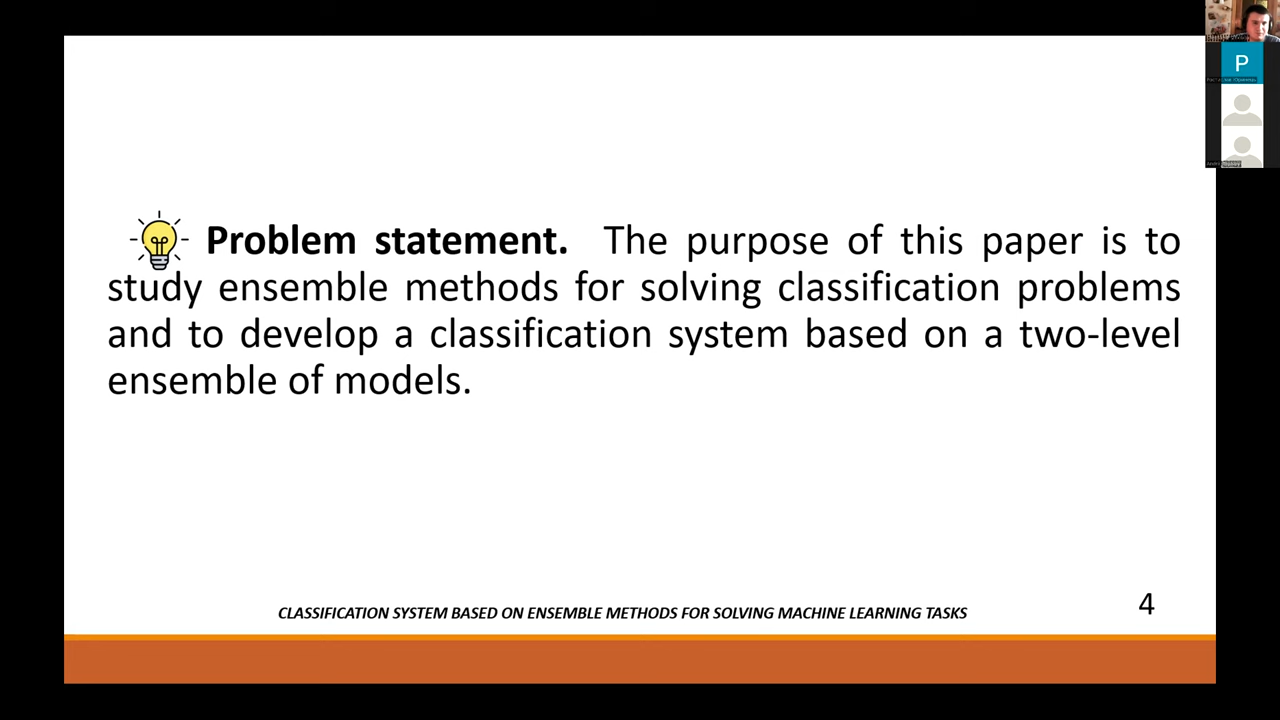 P
Problem statement. The purpose of this paper is to
study ensemble methods for solving classification problems
and to develop a classification system based on a two-level
ensemble of models.
CLASSIFICATION SYSTEM BASED ON ENSEMBLE METHODS FOR SOLVING MACHINE LEARNING TASKS
4